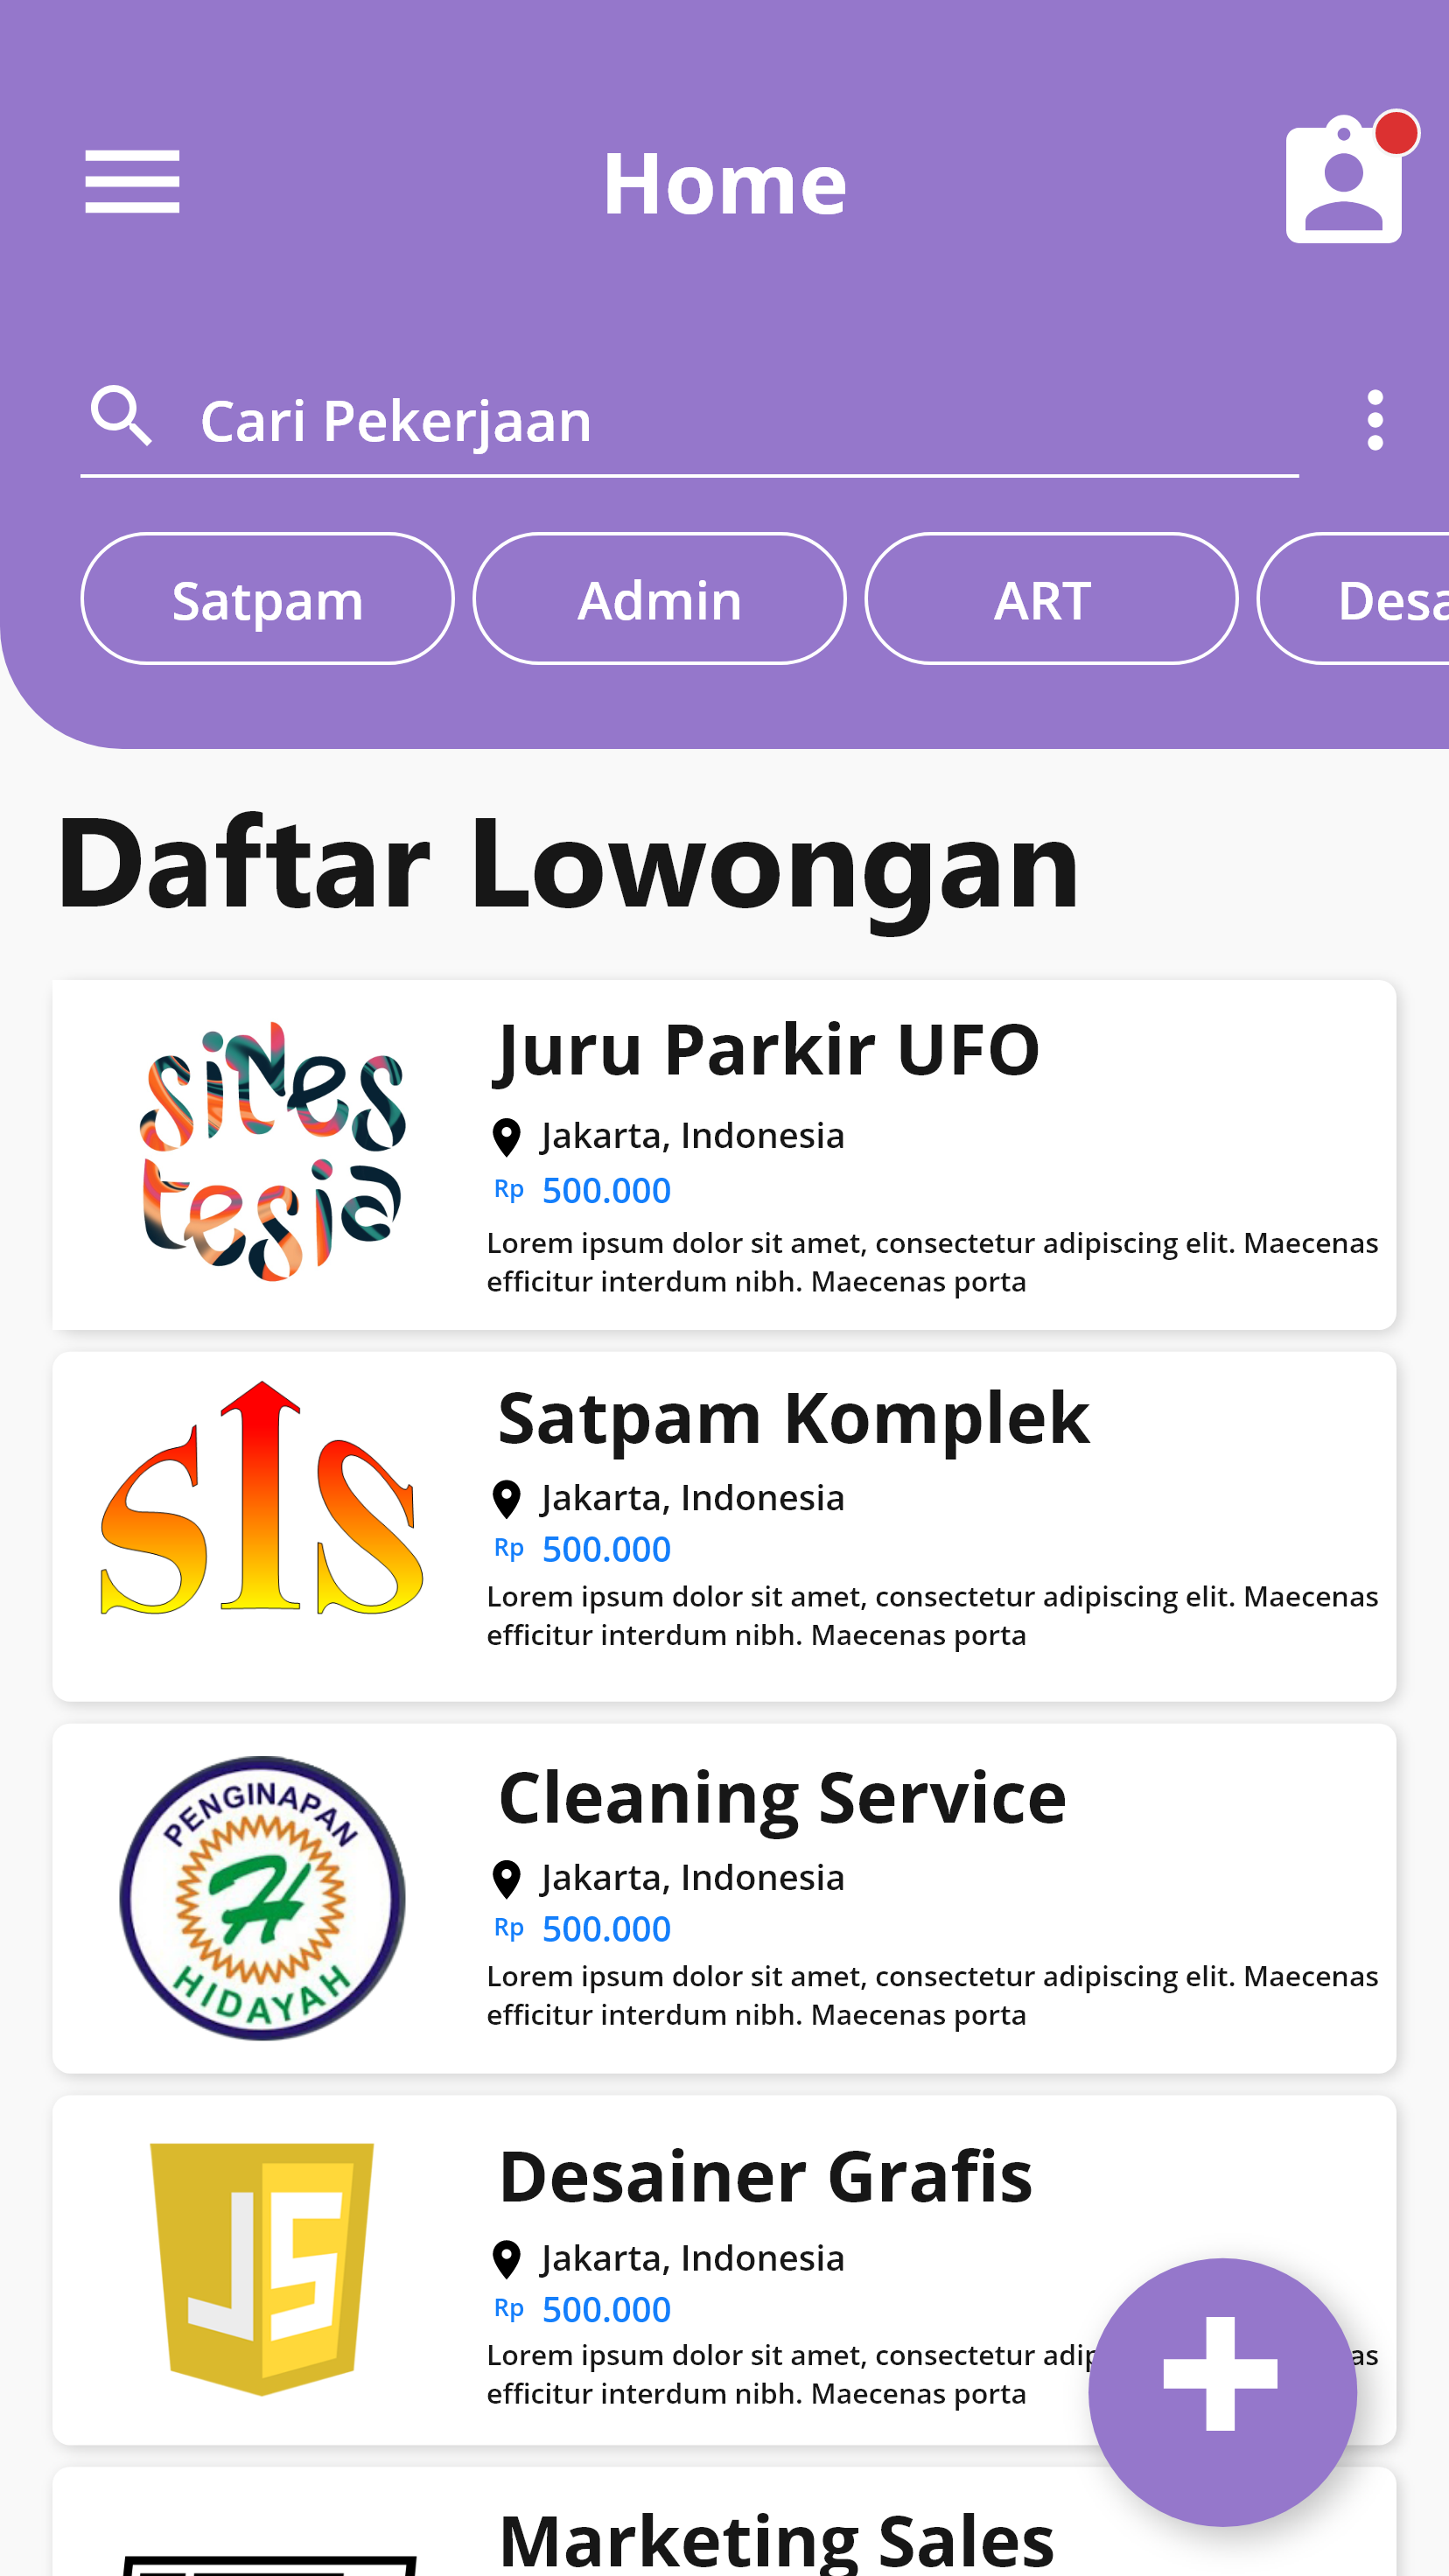 Home
Cari Pekerjaan
Satpam
Admin
ART
Desa
Daftar Lowongan
sines
tesia
Juru Parkir UFO
Jakarta, Indonesia
Rp 500.000
Lorem ipsum dolor sit amet, consectetur adipiscing elit. Maecenas
efficitur interdum nibh. Maecenas porta
sIs
Satpam Komplek
Jakarta, Indonesia
Rp 500.000
Lorem ipsum dolor sit amet, consectetur adipiscing elit. Maecenas
efficitur interdum nibh. Maecenas porta
PENGINAPAN
H
HIDAYAH
Cleaning Service
Jakarta, Indonesia
Rp 500.000
Lorem ipsum dolor sit amet, consectetur adipiscing elit. Maecenas
efficitur interdum nibh. Maecenas porta
JS
Desainer Grafis
Jakarta, Indonesia
Rp 500.000
Lorem ipsum dolor sit amet, consectetur adip as
efficitur interdum nibh. Maecenas porta
Marketing Sales